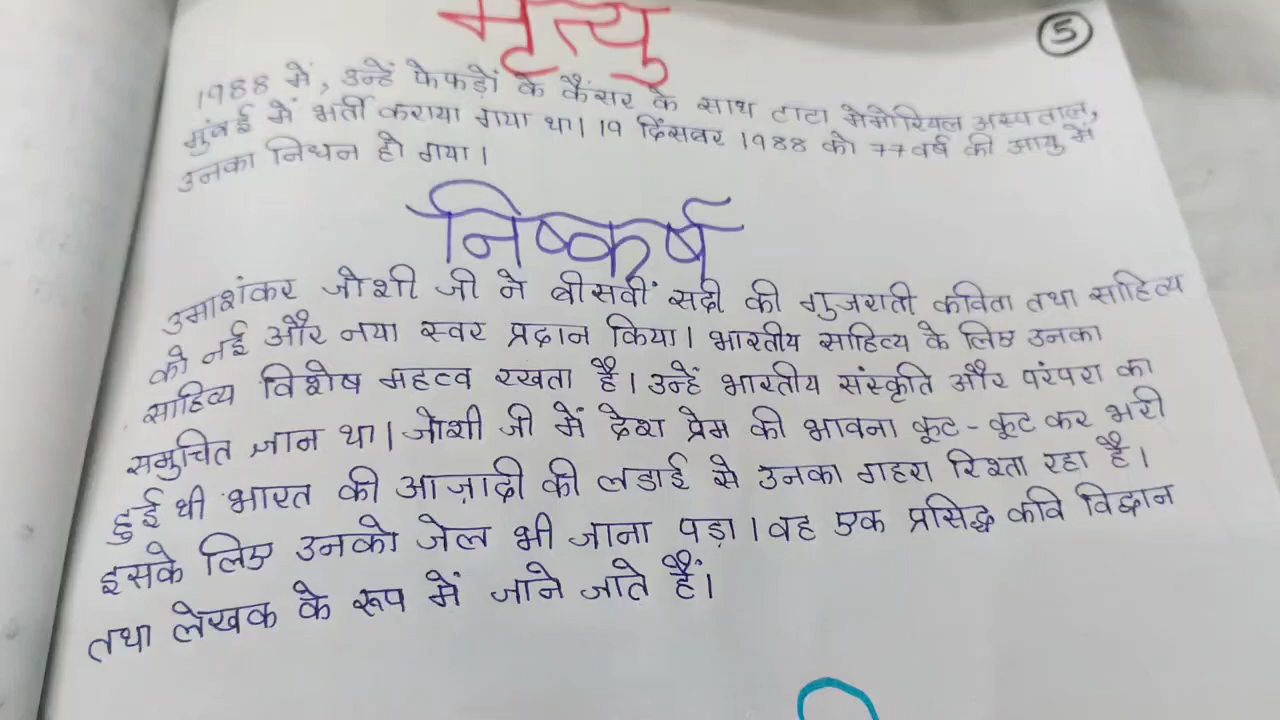 मृत्यु
5
1988 में, उन्हें फेफड़ों के कैंसर के साथ टाटा मेमोरियल अस्पताल,
मुंबई में भर्ती कराया गया था। 19 दिसंबर 1988 को 77 वर्ष की आयु में
उनका निधन हो गया।
निष्कर्ष
उमाशंकर जोशी जी ने बीसवीं सदी की गुजराती कविता तथा साहित्य
को नई और नया स्वर प्रदान किया। भारतीय साहित्य के लिए उनका
साहित्य विशेष महत्व रखता है। उन्हें भारतीय संस्कृति और परंपरा का
समुचित ज्ञान था। जोशी जी में देश प्रेम की भावना कूट-कूट कर भरी
हुई थी भारत की आज़ादी की लडाई से उनका गहरा रिश्ता रहा है।
इसके लिए उनको जेल भी जाना पड़ा। वह एक प्रसिद्ध कवि विद्वान
तथा लेखक के रूप में जाने जाते हैं।